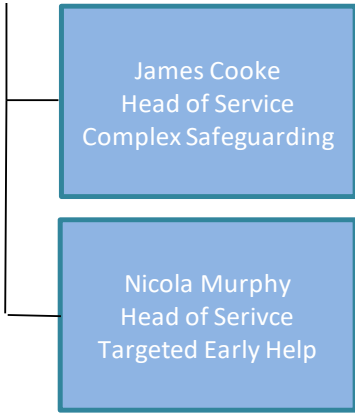 James Cooke
Head of Service
Complex Safeguarding
Nicola Murphy
Head of Serivce
Targeted Early Help